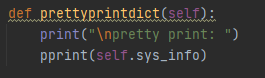 def prettyprintdict(self):
    print("\npretty print: ")
    pprint(self.sys_info)